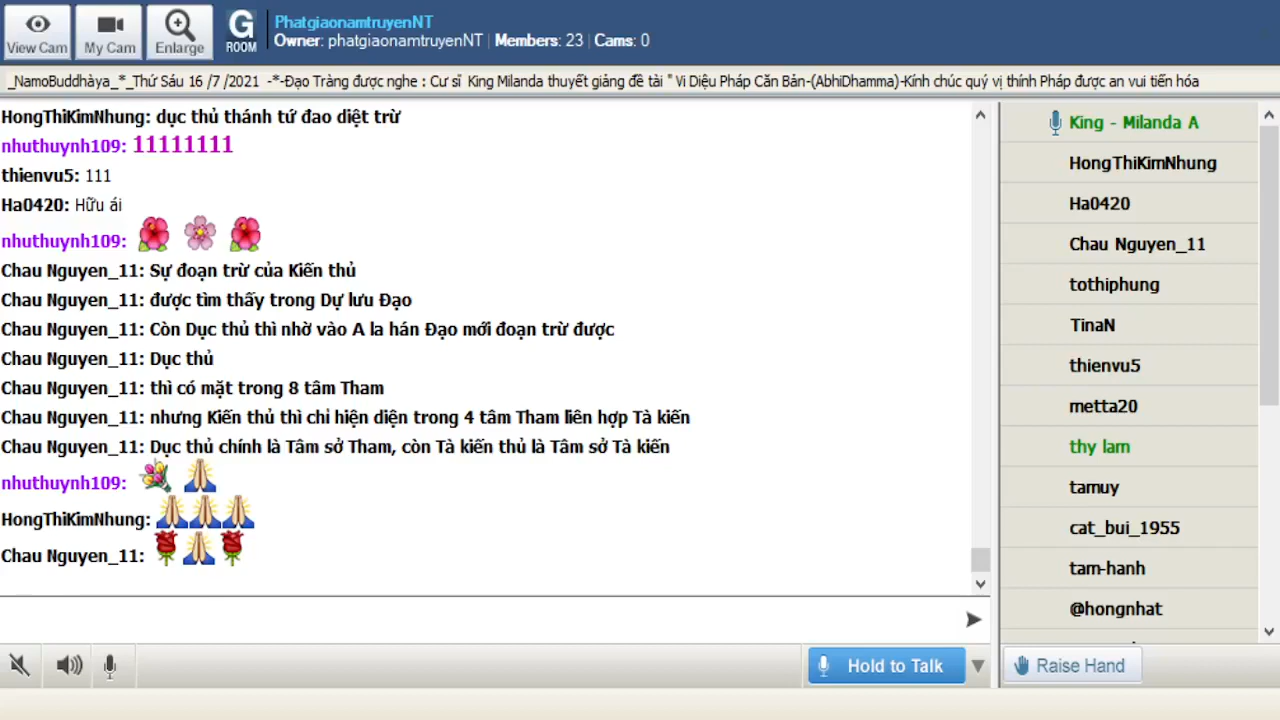 View Cam
My Cam
Enlarge
G
ROOM
PhatgiaonamtruyenNT
Owner: phatgiaonamtruyenNT | Members: 23 | Cams: 0
_NamoBuddhàya_*_Thứ Sáu 16 /7 /2021 -*-Đạo Tràng được nghe : Cư sĩ King Milanda thuyết giảng đề tài " Vi Diệu Pháp Căn Bản-(AbhiDhamma)-Kính chúc quý vị thính Pháp được an vui tiến hóa
HongThiKimNhung: dục thủ thánh tứ đao diệt trừ
nhuthuynh109: 11111111
thienvu5: 111
Ha0420: Hữu ái
nhuthuynh109:
Chau Nguyen_11: Sự đoạn trừ của Kiến thủ
Chau Nguyen_11: được tìm thấy trong Dự lưu Đạo
Chau Nguyen_11: Còn Dục thủ thì nhờ vào A la hán Đạo mới đoạn trừ được
Chau Nguyen_11: Dục thủ
Chau Nguyen_11: thì có mặt trong 8 tâm Tham
Chau Nguyen_11: nhưng Kiến thủ thì chỉ hiện diện trong 4 tâm Tham liên hợp Tà kiến
Chau Nguyen_11: Dục thủ chính là Tâm sở Tham, còn Tà kiến thủ là Tâm sở Tà kiến
nhuthuynh109:
HongThiKimNhung:
Chau Nguyen_11:
King - Milanda A
HongThiKimNhung
Ha0420
Chau Nguyen_11
tothiphung
TinaN
thienvu5
metta20
thy lam
tamuy
cat_bui_1955
tam-hanh
@hongnhat
Hold to Talk
Raise Hand